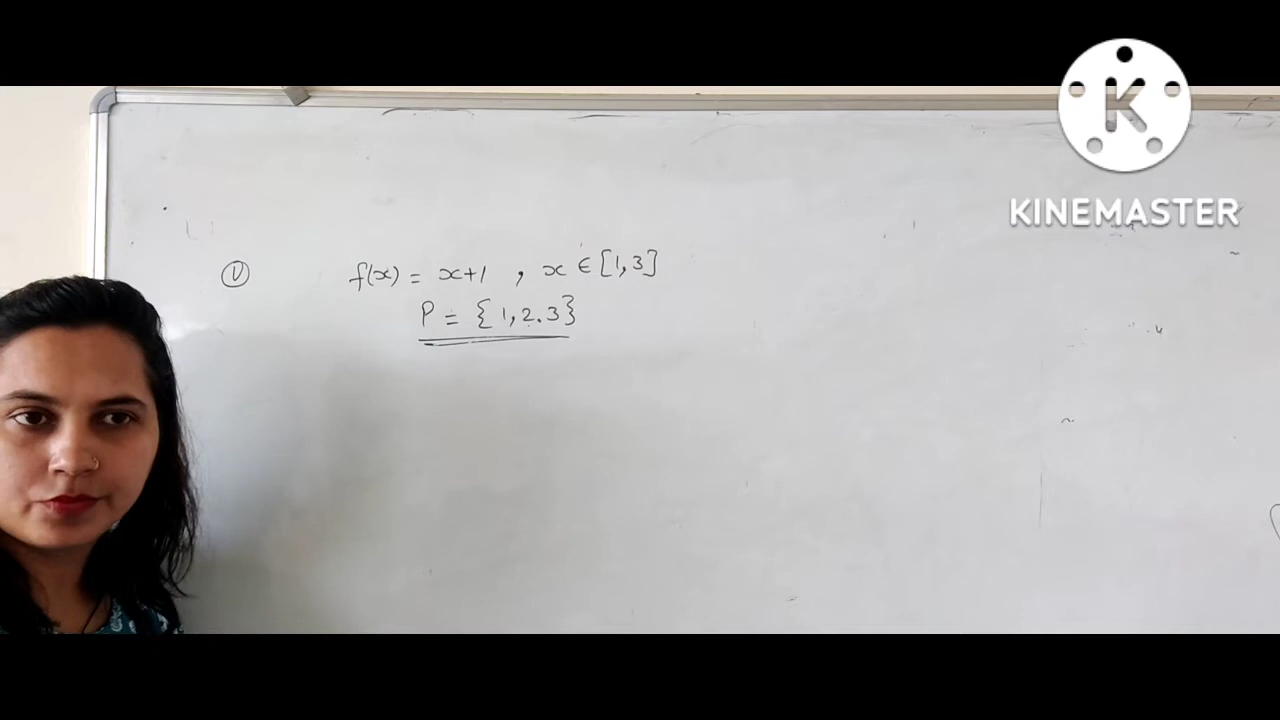 KINEMASTER
① f(x) = x+1 , x ∈ [1,3]
P = {1,2.3}